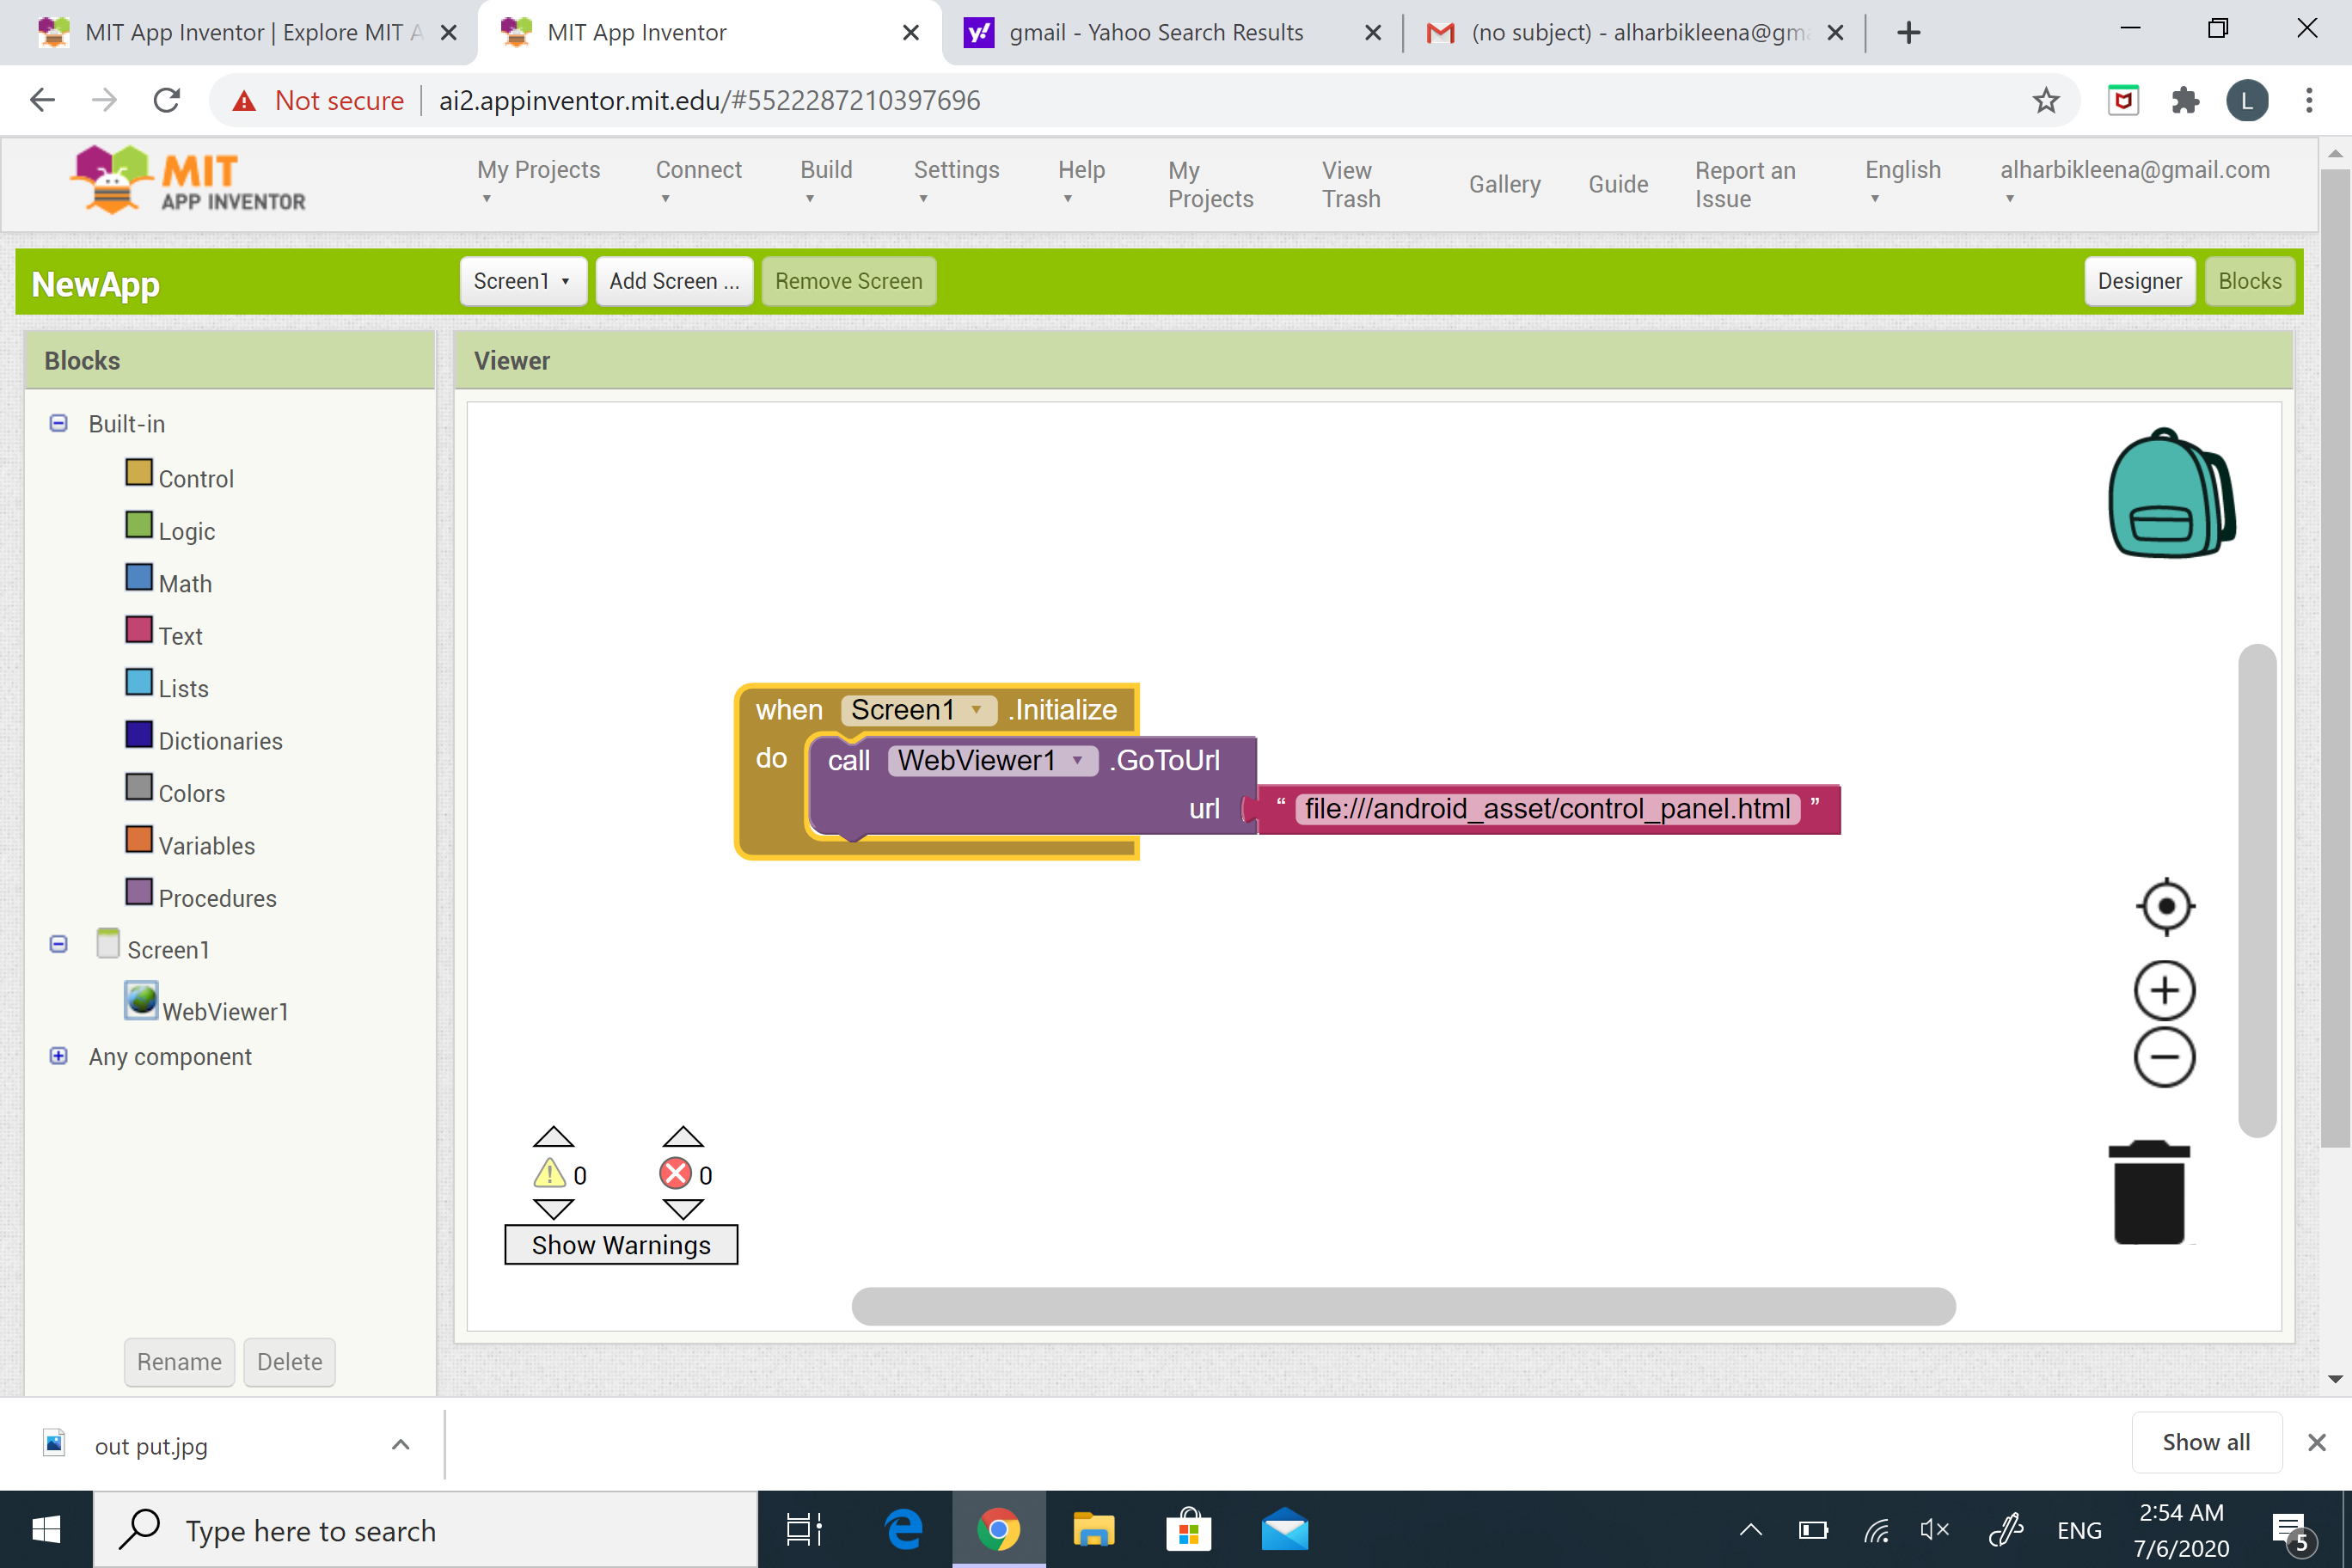 MIT App Inventor | Explore MIT A
MIT App Inventor
gmail - Yahoo Search Results
(no subject) - alharbikleena@gma
Not secure
ai2.appinventor.mit.edu/#5522287210397696
L
MIT
APP INVENTOR
My Projects
Connect
Build
Settings
Help
My
Projects
View
Trash
Gallery
Guide
Report an
Issue
English
alharbikleena@gmail.com
NewApp
Screen1
Add Screen ...
Remove Screen
Designer
Blocks
Blocks
Viewer
Built-in
Control
Logic
Math
Text
Lists
Dictionaries
Colors
Variables
Procedures
Screen1
WebViewer1
Any component
Rename
Delete
when Screen1 .Initialize
do call WebViewer1 .GoToUrl
url “ file:///android_asset/control_panel.html ”
0
0
Show Warnings
out put.jpg
Show all
Type here to search
ENG
2:54 AM
7/6/2020
5